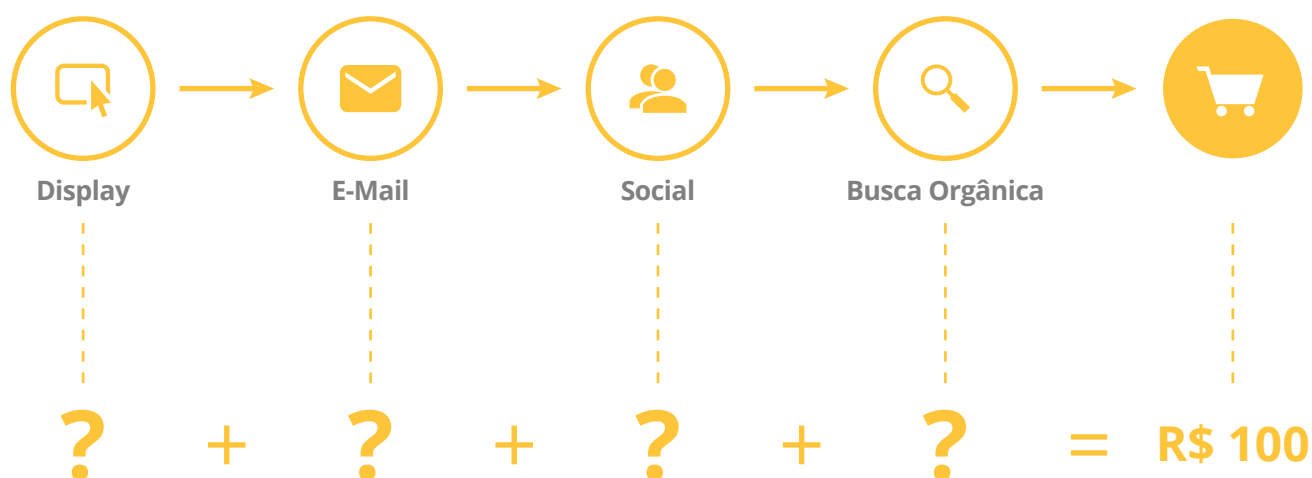 Display
E-Mail
Social
Busca Orgânica
? + ? + ? + ? = R$ 100